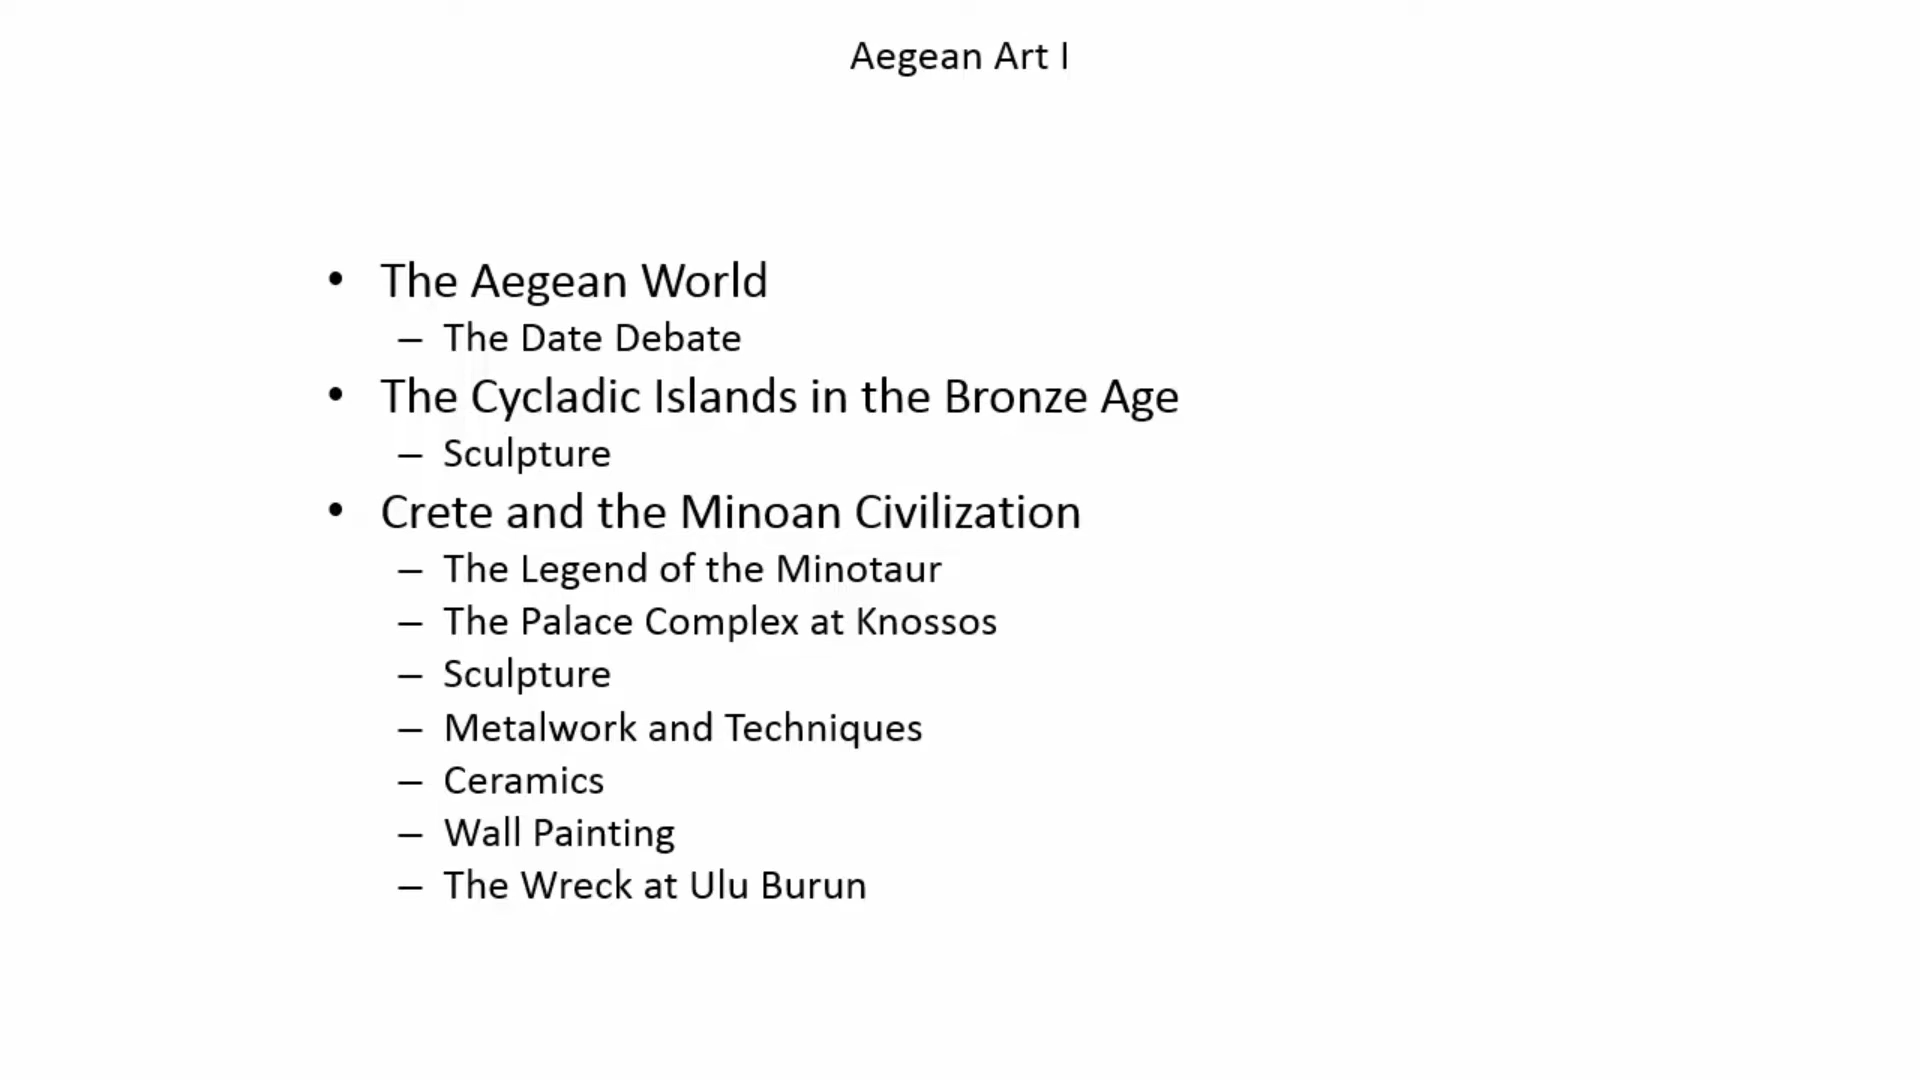 Aegean Art I
• The Aegean World
– The Date Debate
• The Cycladic Islands in the Bronze Age
– Sculpture
• Crete and the Minoan Civilization
– The Legend of the Minotaur
– The Palace Complex at Knossos
– Sculpture
– Metalwork and Techniques
– Ceramics
– Wall Painting
– The Wreck at Ulu Burun